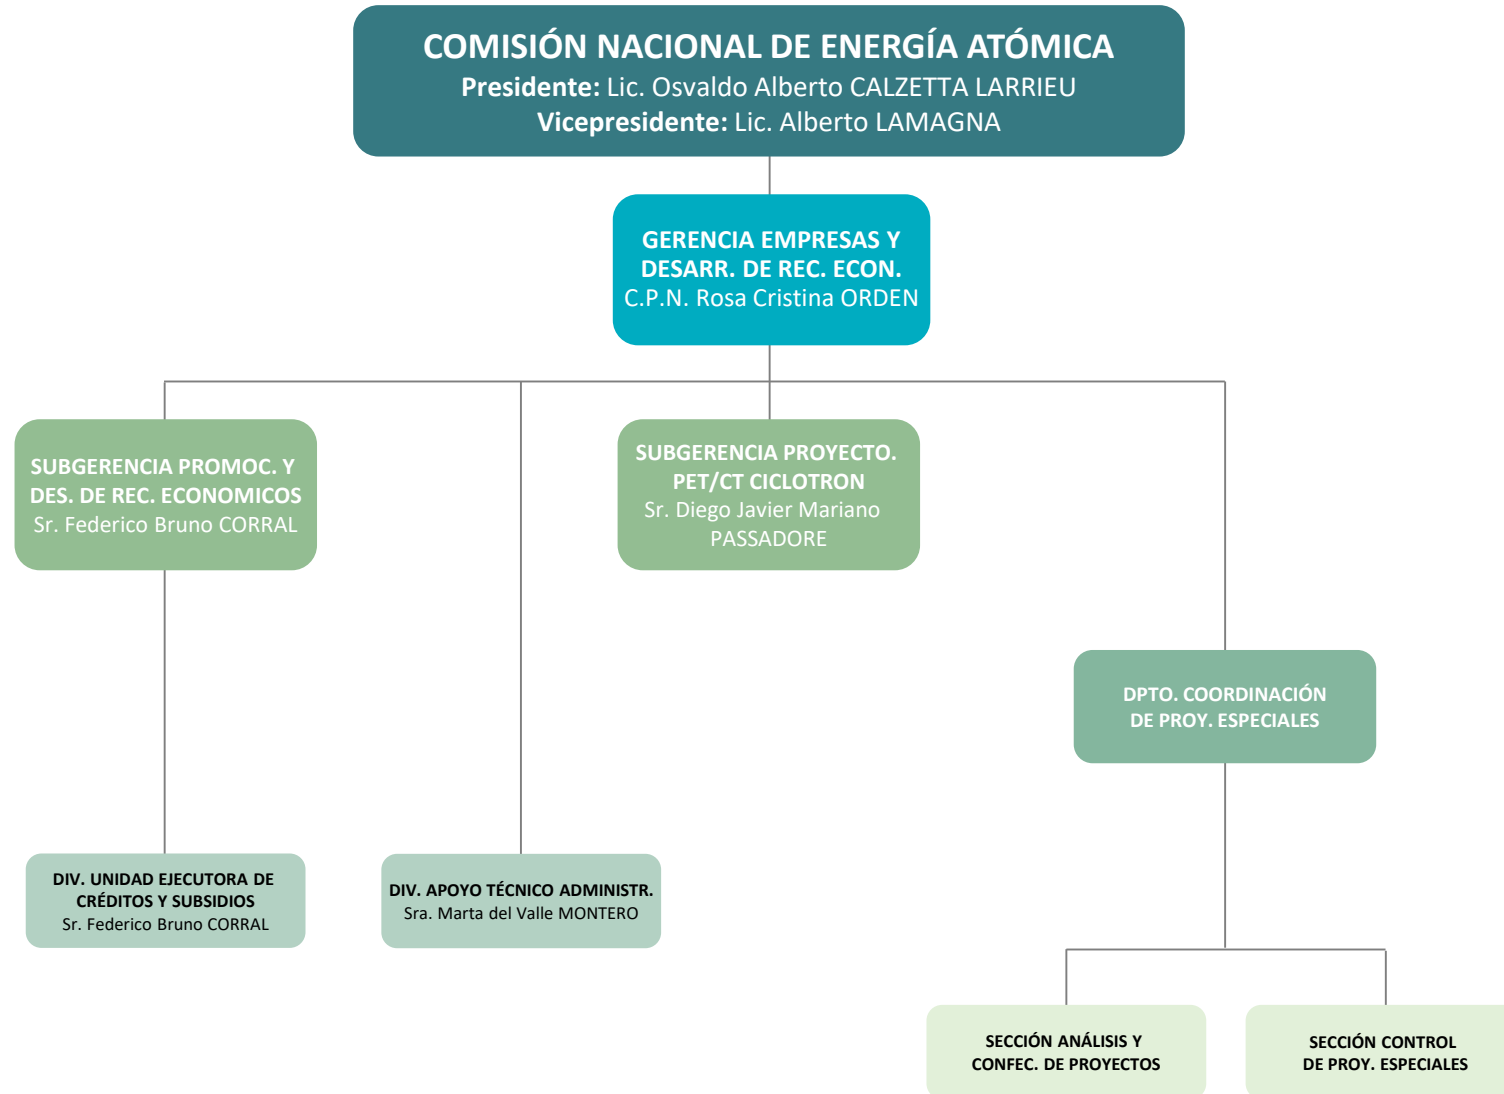 COMISIÓN NACIONAL DE ENERGÍA ATÓMICA
Presidente: Lic. Osvaldo Alberto CALZETTA LARRIEU
Vicepresidente: Lic. Alberto LAMAGNA
GERENCIA EMPRESAS Y
DESARR. DE REC. ECON.
C.P.N. Rosa Cristina ORDEN
SUBGERENCIA PROMOC. Y
DES. DE REC. ECONOMICOS
Sr. Federico Bruno CORRAL
SUBGERENCIA PROYECTO.
PET/CT CICLOTRON
Sr. Diego Javier Mariano
PASSADORE
DPTO. COORDINACIÓN
DE PROY. ESPECIALES
DIV. UNIDAD EJECUTORA DE
CRÉDITOS Y SUBSIDIOS
Sr. Federico Bruno CORRAL
DIV. APOYO TÉCNICO ADMINISTR.
Sra. Marta del Valle MONTERO
SECCIÓN ANÁLISIS Y
CONFEC. DE PROYECTOS
SECCIÓN CONTROL
DE PROY. ESPECIALES